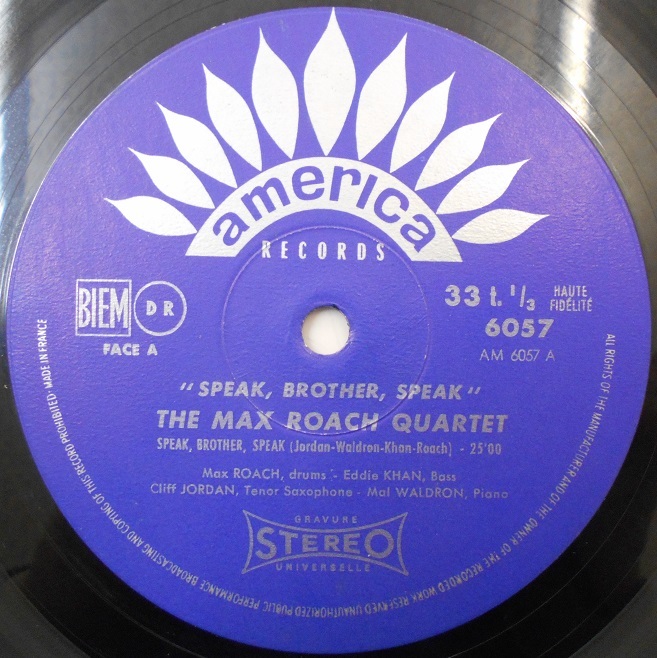 america
RECORDS
BIEM DR
FACE A
33 t. 1/3 HAUTE FIDÉLITÉ
6057
AM 6057 A
"SPEAK, BROTHER, SPEAK"
THE MAX ROACH QUARTET
SPEAK, BROTHER, SPEAK (Jordan-Waldron-Khan-Roach) - 25'00
Max ROACH, drums - Eddie KHAN, Bass
Cliff JORDAN, Tenor Saxophone - Mal WALDRON, Piano
GRAVURE
STEREO
UNIVERSELLE
ALL RIGHTS OF THE MANUFACTURER AND OF THE OWNER OF THE RECORDED WORK RESERVED UNAUTHORIZED PUBLIC PERFORMANCE BROADCASTING AND COPYING OF THIS RECORD PROHIBITED · MADE IN FRANCE